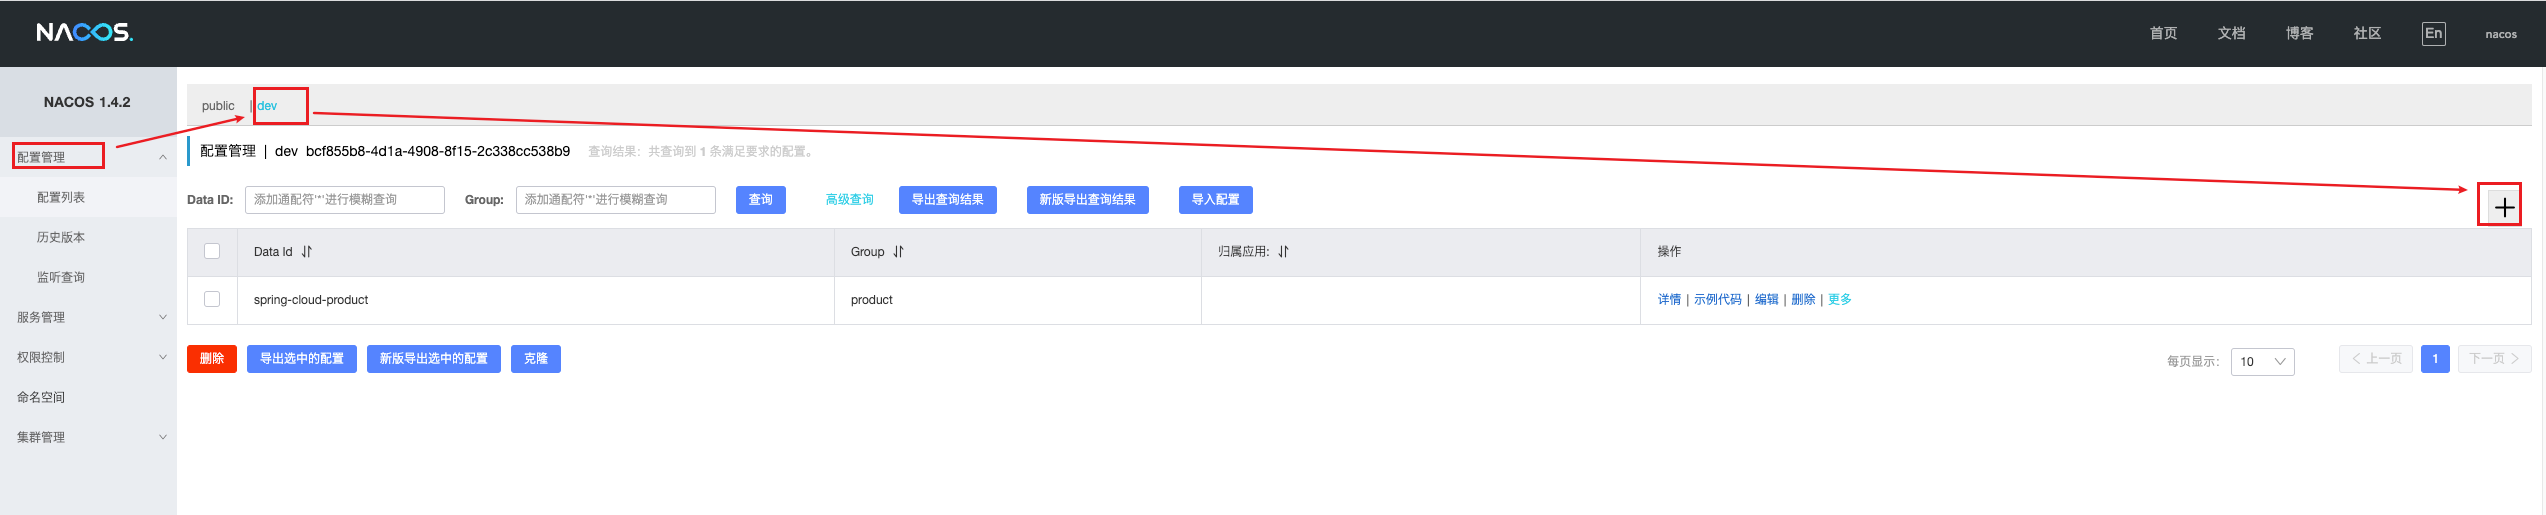 NACOS.
首页 文档 博客 社区 En nacos
NACOS 1.4.2
配置管理
配置列表
历史版本
监听查询
服务管理
权限控制
命名空间
集群管理
public | dev
配置管理 | dev bcf855b8-4d1a-4908-8f15-2c338cc538b9 查询结果：共查询到 1 条满足要求的配置。
Data ID: 添加通配符'*'进行模糊查询 Group: 添加通配符'*'进行模糊查询 查询 高级查询 导出查询结果 新版导出查询结果 导入配置
Data Id Group 归属应用: 操作
spring-cloud-product product 详情 | 示例代码 | 编辑 | 删除 | 更多
删除 导出选中的配置 新版导出选中的配置 克隆 每页显示: 10 上一页 1 下一页